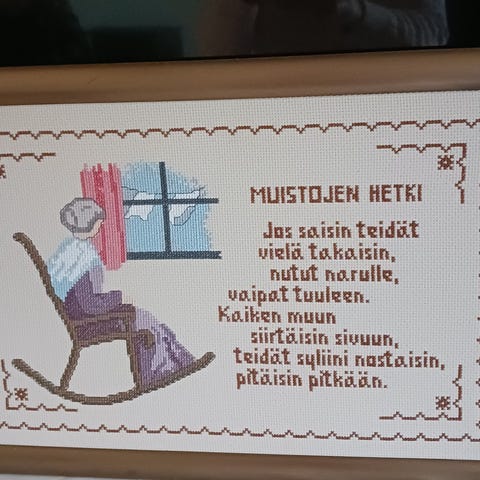 MUISTOJEN HETKI
Jos saisin teidät
vielä takaisin,
nutut narulle,
vaipat tuuleen.
Kaiken muun
siirtäisin sivuun,
teidät syliini nostaisin,
pitäisin pitkään.